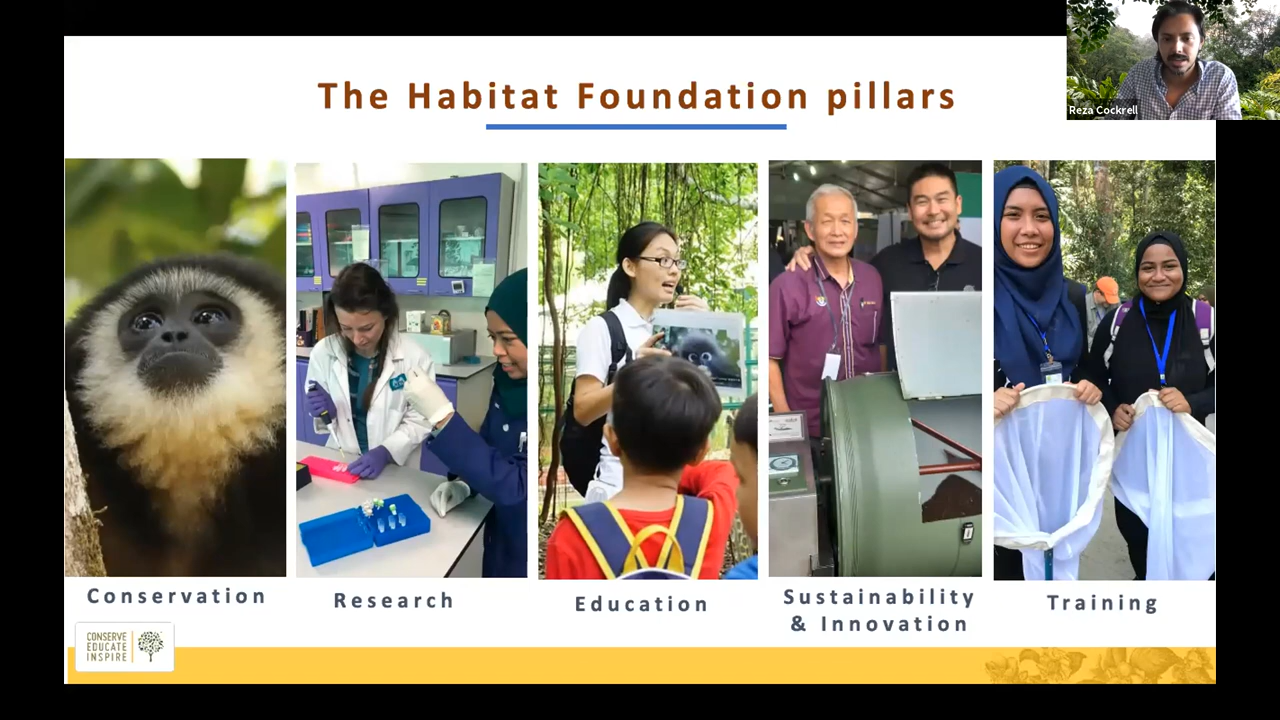 The Habitat Foundation pillars
Reza Cockrell
Conservation
Research
Education
Sustainability
& Innovation
Training
CONSERVE
EDUCATE
INSPIRE